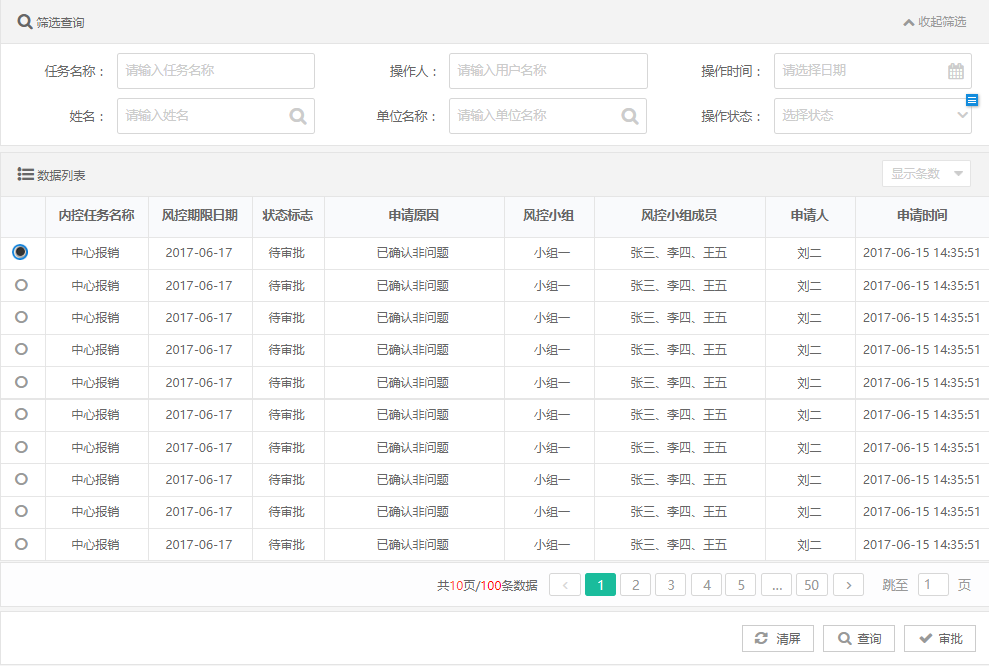 筛选查询 收起筛选
任务名称： 请输入任务名称 操作人： 请输入用户名称 操作时间： 请选择日期
姓名： 请输入姓名 单位名称： 请输入单位名称 操作状态： 选择状态
数据列表 显示条数
内控任务名称 风控期限日期 状态标志 申请原因 风控小组 风控小组成员 申请人 申请时间
中心报销 2017-06-17 待审批 已确认非问题 小组一 张三、李四、王五 刘二 2017-06-15 14:35:51
中心报销 2017-06-17 待审批 已确认非问题 小组一 张三、李四、王五 刘二 2017-06-15 14:35:51
中心报销 2017-06-17 待审批 已确认非问题 小组一 张三、李四、王五 刘二 2017-06-15 14:35:51
中心报销 2017-06-17 待审批 已确认非问题 小组一 张三、李四、王五 刘二 2017-06-15 14:35:51
中心报销 2017-06-17 待审批 已确认非问题 小组一 张三、李四、王五 刘二 2017-06-15 14:35:51
中心报销 2017-06-17 待审批 已确认非问题 小组一 张三、李四、王五 刘二 2017-06-15 14:35:51
中心报销 2017-06-17 待审批 已确认非问题 小组一 张三、李四、王五 刘二 2017-06-15 14:35:51
中心报销 2017-06-17 待审批 已确认非问题 小组一 张三、李四、王五 刘二 2017-06-15 14:35:51
中心报销 2017-06-17 待审批 已确认非问题 小组一 张三、李四、王五 刘二 2017-06-15 14:35:51
中心报销 2017-06-17 待审批 已确认非问题 小组一 张三、李四、王五 刘二 2017-06-15 14:35:51
共10页/100条数据 < 1 2 3 4 5 ... 50 > 跳至 1 页
清屏 查询 审批